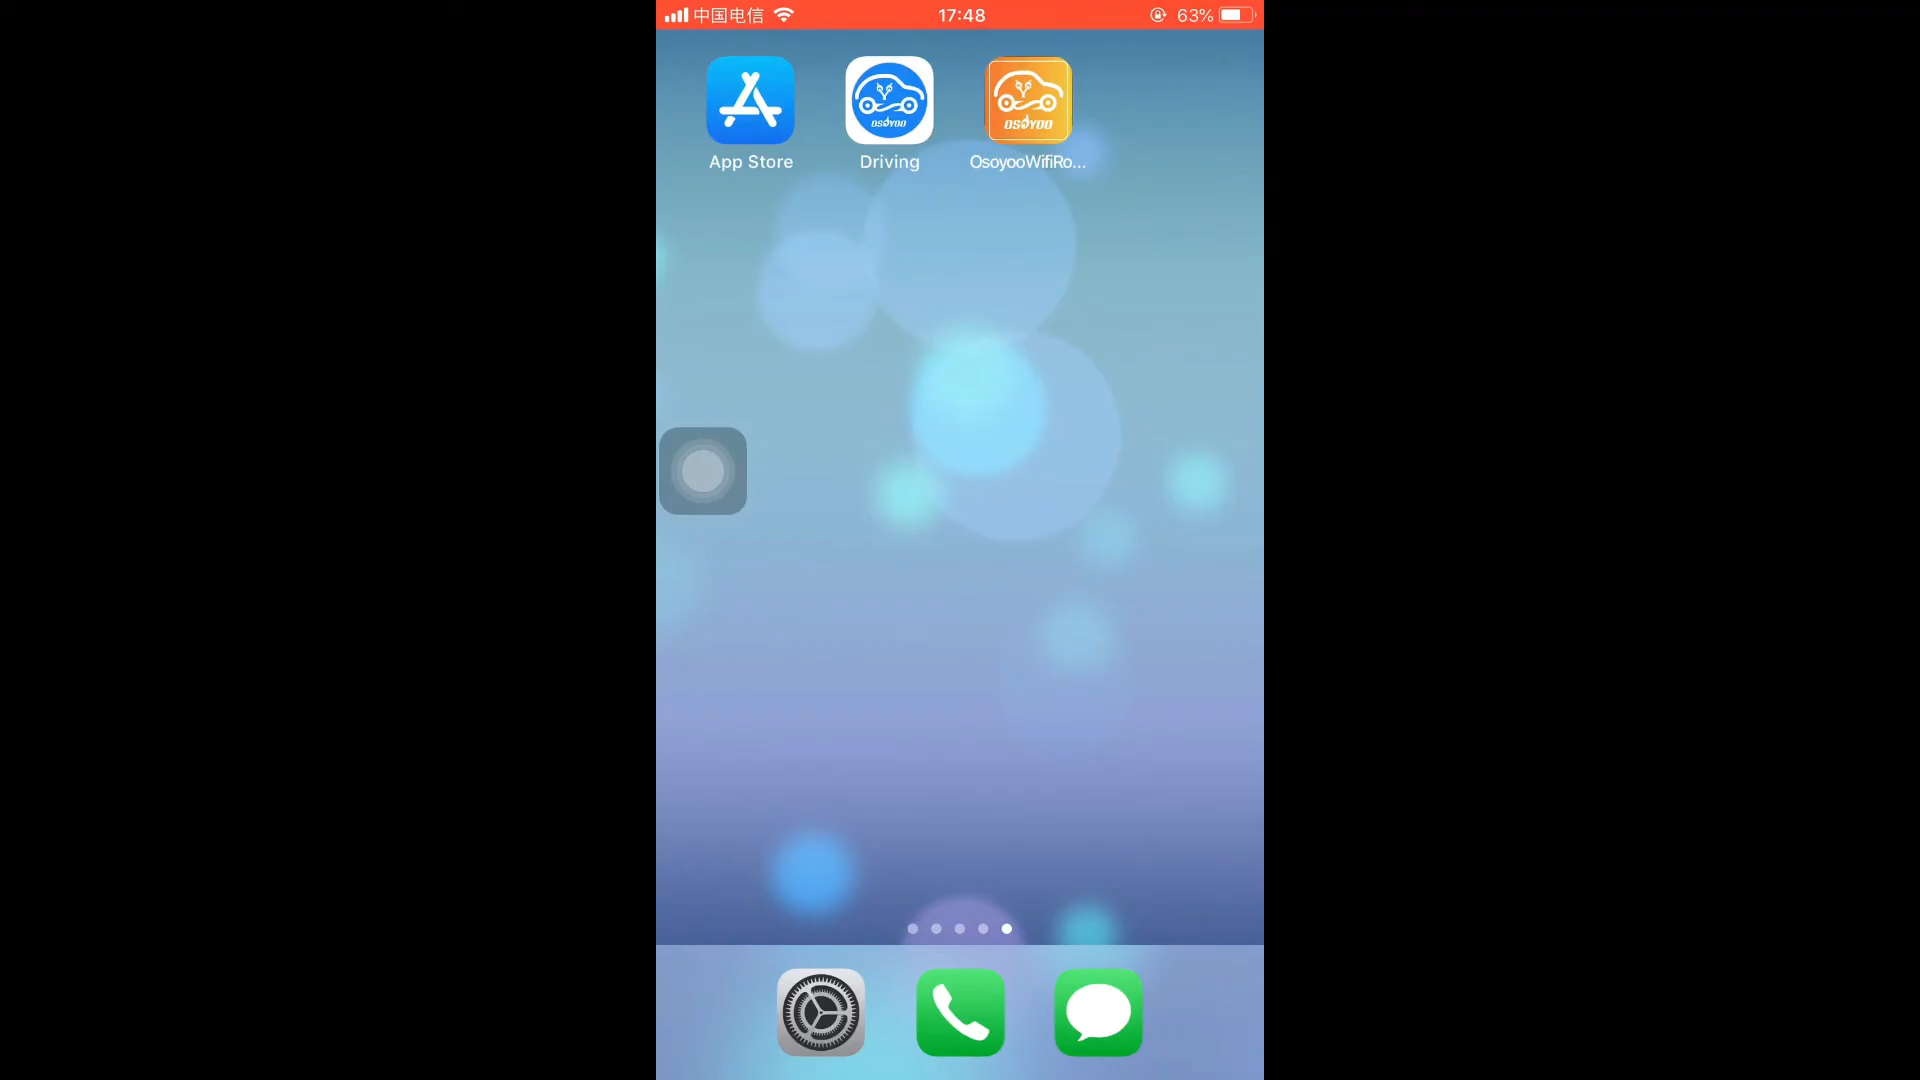 中国电信 17:48 63%
OSOYOO OSOYOO
App Store Driving OsoyooWifiRo...